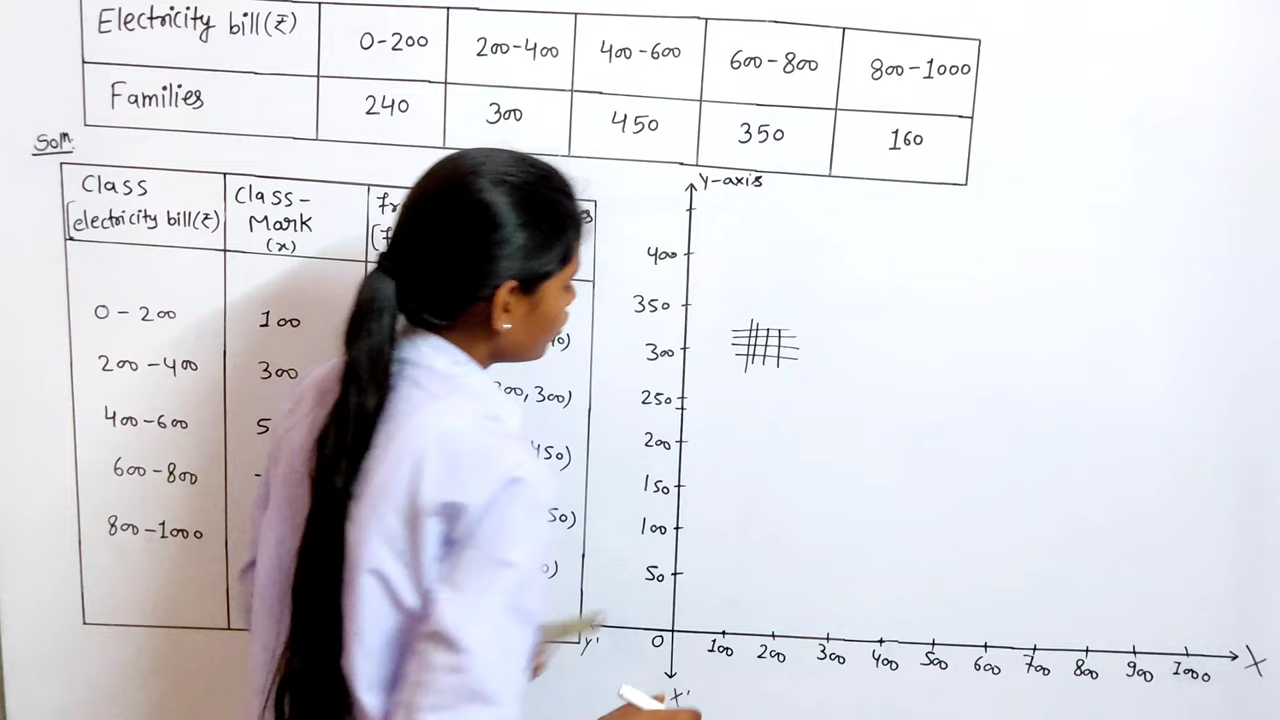 Electricity bill(₹) 0-200 200-400 400-600 600-800 800-1000
Families 240 300 450 350 160
Solⁿ:
Class
[electricity bill(₹)
Class-
Mark
(x)
0-200 100
200-400 300
400-600
600-800
800-1000
,300)
Y-axis
400
350
300
250
200
150
100
50
0 100 200 300 400 500 600 700 800 900 1000 X
Y'
X'